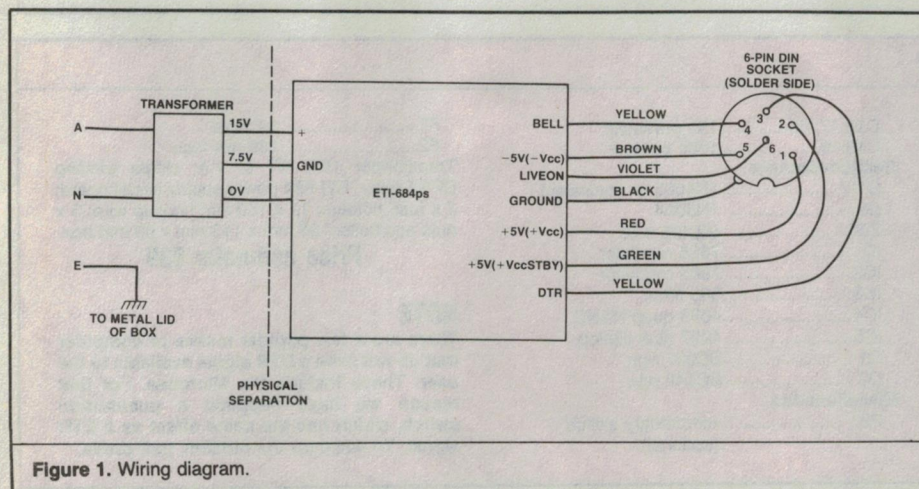 6-PIN DIN
SOCKET
(SOLDER SIDE)
TRANSFORMER
A
15V
+
7.5V
GND
N
0V
−
E
TO METAL LID
OF BOX
PHYSICAL
SEPARATION
ETI-684ps
BELL
YELLOW
-5V(-Vcc)
BROWN
LIVEON
VIOLET
GROUND
BLACK
+5V(+Vcc)
RED
+5V(+VccSTBY)
GREEN
DTR
YELLOW
3
4
2
5
6
1
Figure 1. Wiring diagram.